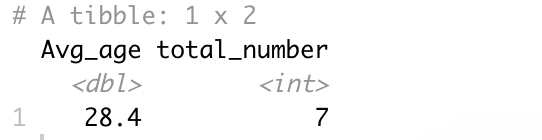 # A tibble: 1 x 2
Avg_age total_number
<dbl> <int>
1 28.4 7